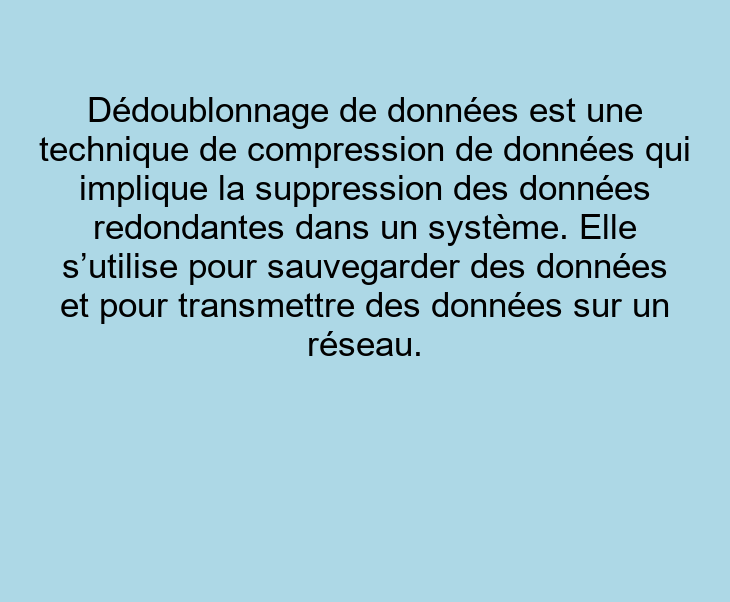 Dédoublonnage de données est une
technique de compression de données qui
implique la suppression des données
redondantes dans un système. Elle
s’utilise pour sauvegarder des données
et pour transmettre des données sur un
réseau.